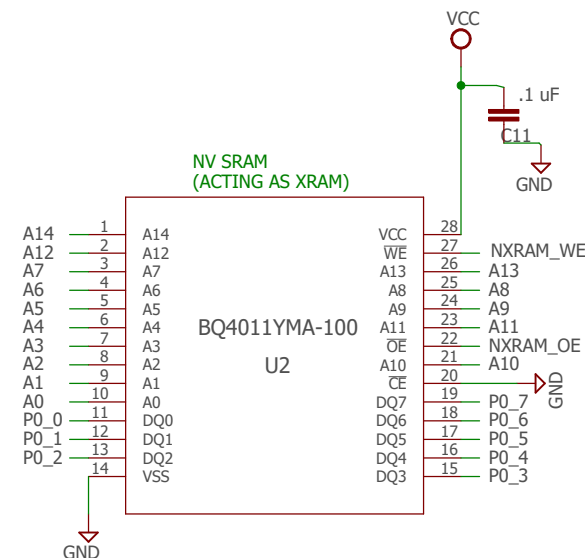 VCC
.1 uF
C11
GND
NV SRAM
(ACTING AS XRAM)
A14 1 A14 VCC 28
A12 2 A12 WE 27 NXRAM_WE
A7 3 A7 A13 26 A13
A6 4 A6 A8 25 A8
A5 5 A5 A9 24 A9
A4 6 A4 A11 23 A11
A3 7 A3 OE 22 NXRAM_OE
A2 8 A2 A10 21 A10
A1 9 A1 CE 20 GND
A0 10 A0 DQ7 19 P0_7
P0_0 11 DQ0 DQ6 18 P0_6
P0_1 12 DQ1 DQ5 17 P0_5
P0_2 13 DQ2 DQ4 16 P0_4
14 VSS DQ3 15 P0_3
BQ4011YMA-100
U2
GND